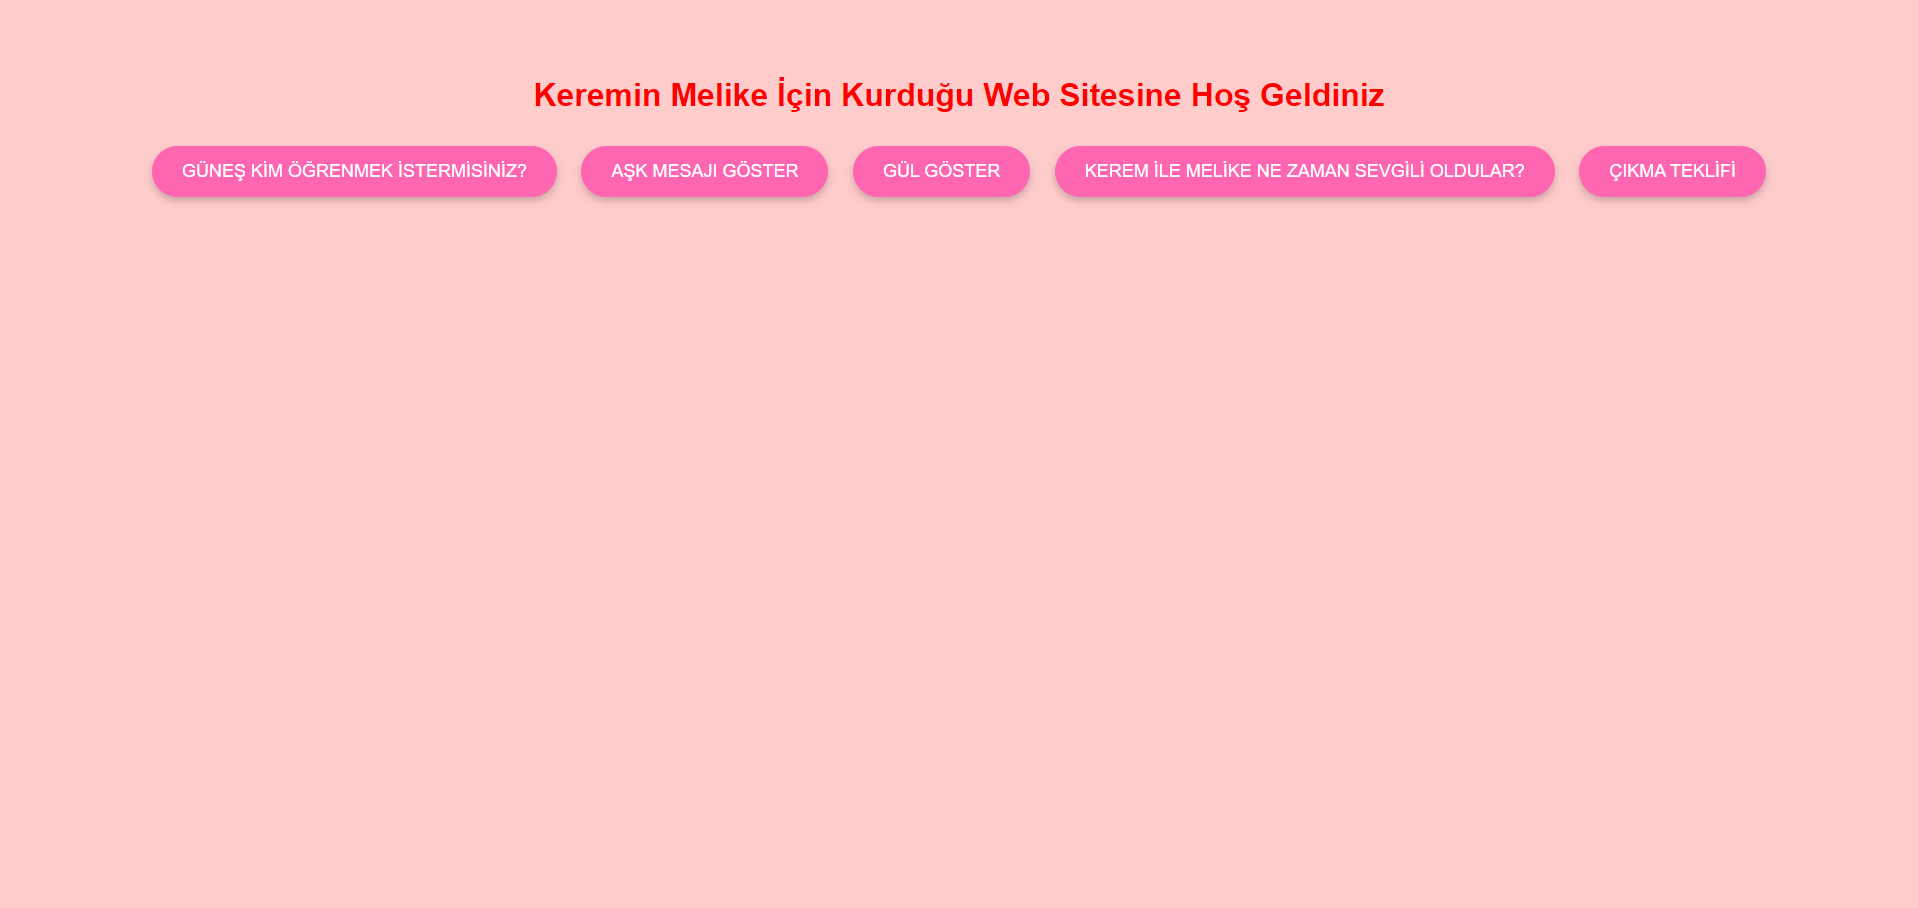 Keremin Melike İçin Kurduğu Web Sitesine Hoş Geldiniz
GÜNEŞ KİM ÖĞRENMEK İSTERMİSİNİZ?
AŞK MESAJI GÖSTER
GÜL GÖSTER
KEREM İLE MELİKE NE ZAMAN SEVGİLİ OLDULAR?
ÇIKMA TEKLİFİ